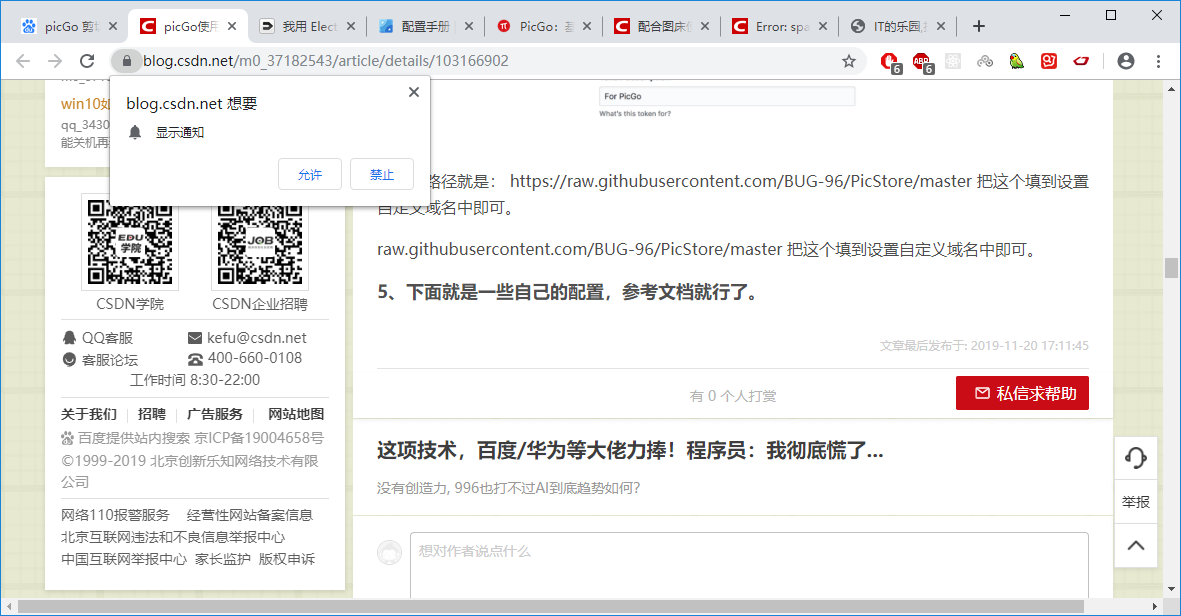 picGo 剪
picGo使用
我用 Elect
配置手册
PicGo：
配合图床
Error: spa
IT的乐园,
blog.csdn.net/m0_37182543/article/details/103166902
6
ABP
6
blog.csdn.net 想要
显示通知
允许
禁止
win10如
qq_3430
能关机再
For PicGo
What's this token for?
路径就是： https://raw.githubusercontent.com/BUG-96/PicStore/master 把这个填到设置
自定义域名中即可。
raw.githubusercontent.com/BUG-96/PicStore/master 把这个填到设置自定义域名中即可。
5、下面就是一些自己的配置，参考文档就行了。
文章最后发布于: 2019-11-20 17:11:45
有 0 个人打赏
私信求帮助
这项技术，百度/华为等大佬力捧！程序员：我彻底慌了...
没有创造力, 996也打不过AI到底趋势如何?
想对作者说点什么
EDU
学院
JOB
CSDN学院
CSDN企业招聘
QQ客服
kefu@csdn.net
客服论坛
400-660-0108
工作时间 8:30-22:00
关于我们
招聘
广告服务
网站地图
百度提供站内搜索 京ICP备19004658号
©1999-2019 北京创新乐知网络技术有限
公司
网络110报警服务
经营性网站备案信息
北京互联网违法和不良信息举报中心
中国互联网举报中心
家长监护
版权申诉
举报